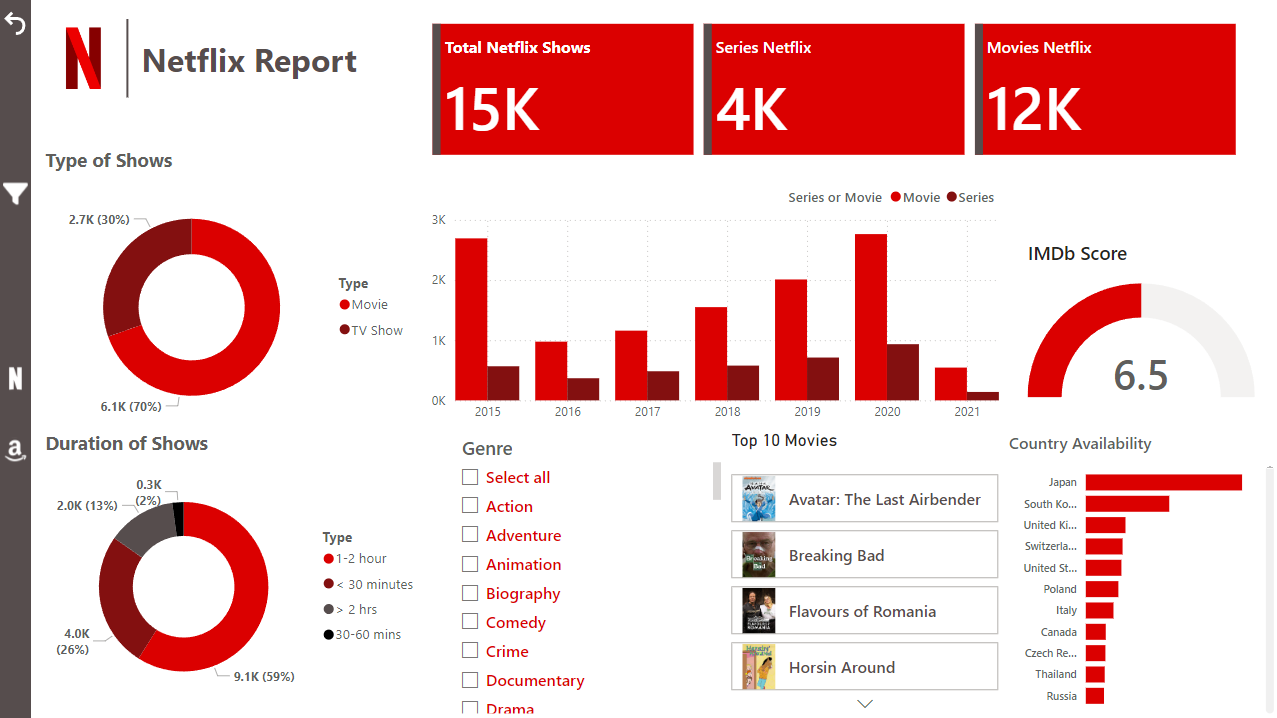 Netflix Report
Total Netflix Shows
15K
Series Netflix
4K
Movies Netflix
12K
Type of Shows
2.7K (30%)
6.1K (70%)
Type
Movie
TV Show
Series or Movie
Movie
Series
3K
2K
1K
0K
2015
2016
2017
2018
2019
2020
2021
IMDb Score
6.5
Duration of Shows
0.3K
(2%)
2.0K (13%)
4.0K
(26%)
9.1K (59%)
Type
1-2 hour
< 30 minutes
> 2 hrs
30-60 mins
Genre
Select all
Action
Adventure
Animation
Biography
Comedy
Crime
Documentary
Drama
Top 10 Movies
AVATAR
Avatar: The Last Airbender
Breaking
Bad
Breaking Bad
Flavours of Romania
Horsin Around
Country Availability
Japan
South Ko...
United Ki...
Switzerla...
United St...
Poland
Italy
Canada
Czech Re...
Thailand
Russia